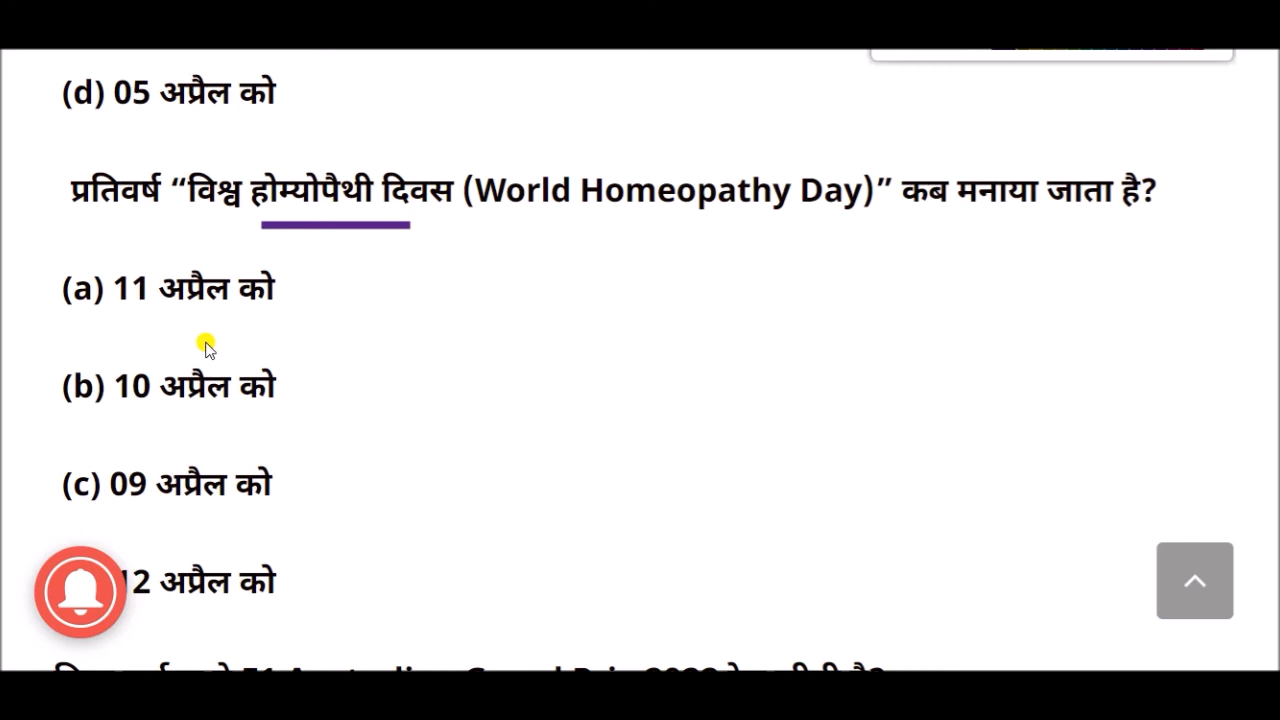 (d) 05 अप्रैल को
प्रतिवर्ष “विश्व होम्योपैथी दिवस (World Homeopathy Day)” कब मनाया जाता है?
(a) 11 अप्रैल को
(b) 10 अप्रैल को
(c) 09 अप्रैल को
12 अप्रैल को